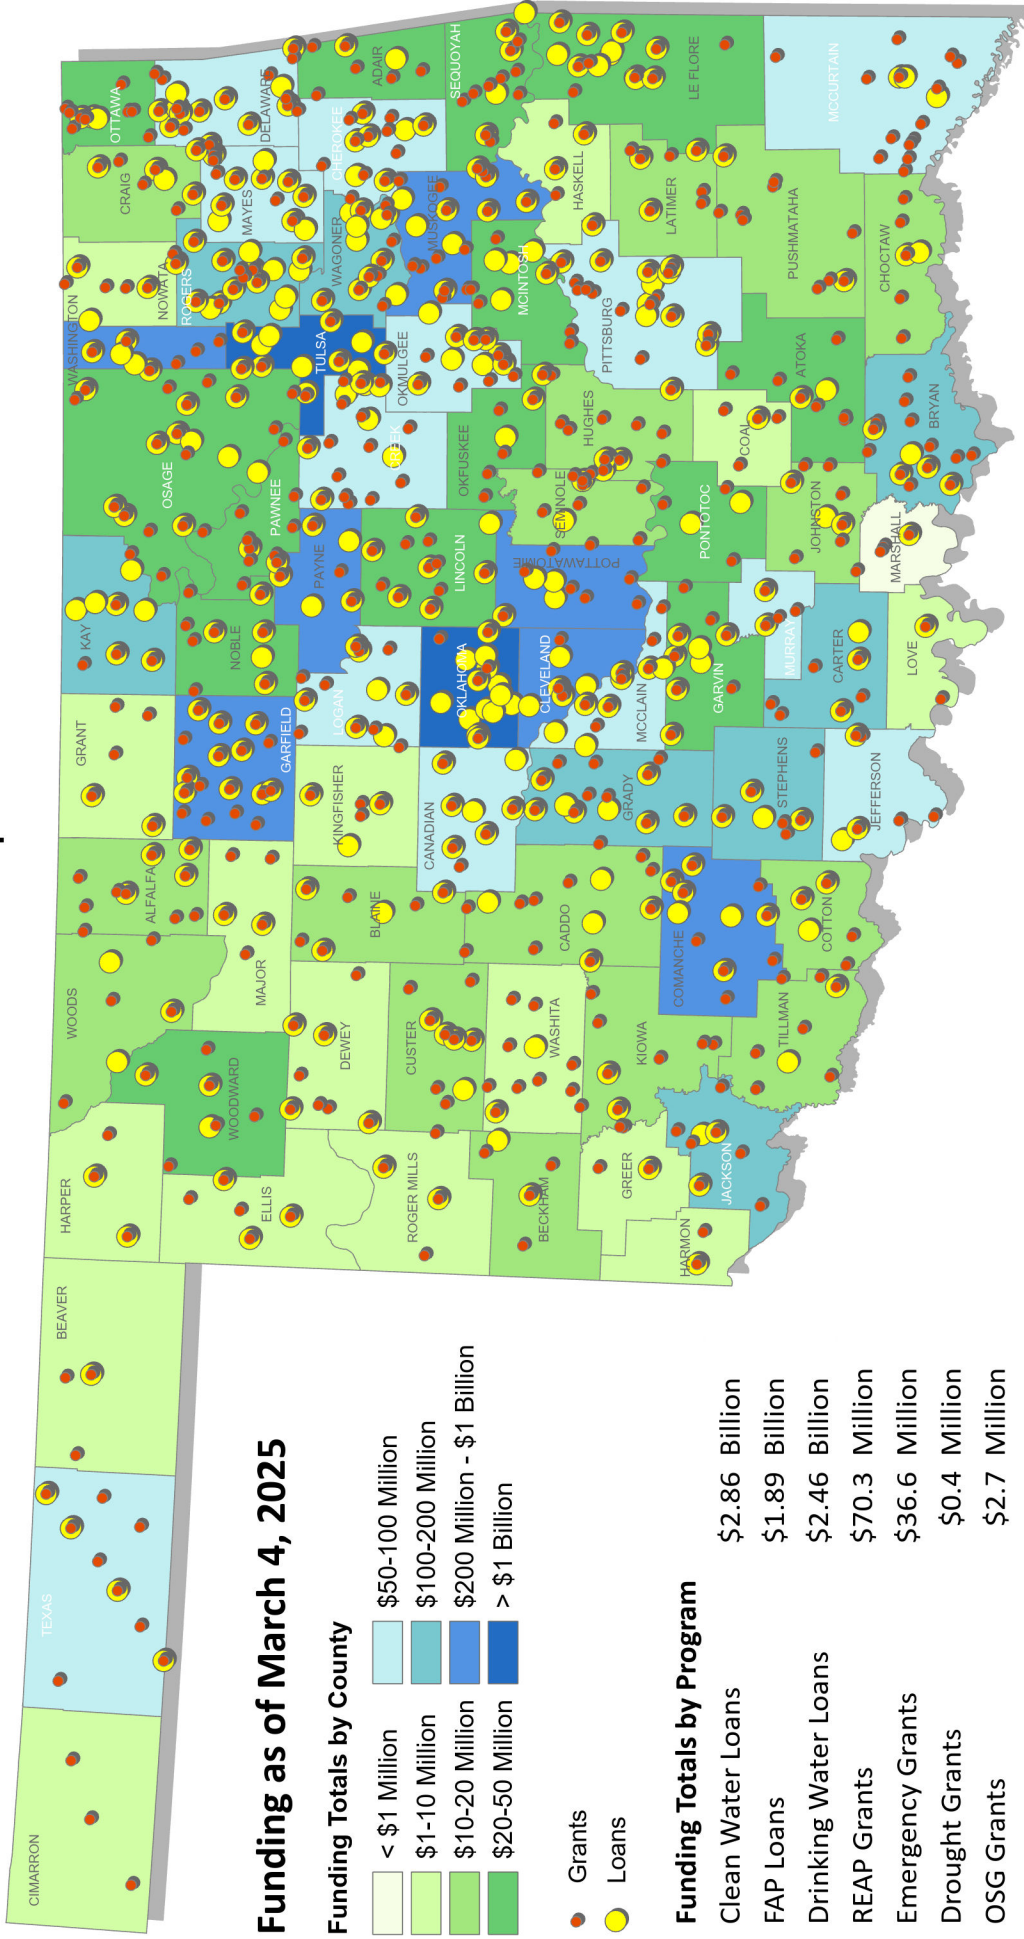 Funding as of March 4, 2025
Funding Totals by County
< $1 Million
$1-10 Million
$10-20 Million
$20-50 Million
$50-100 Million
$100-200 Million
$200 Million - $1 Billion
> $1 Billion
Grants
Loans
Funding Totals by Program
Clean Water Loans $2.86 Billion
FAP Loans $1.89 Billion
Drinking Water Loans $2.46 Billion
REAP Grants $70.3 Million
Emergency Grants $36.6 Million
Drought Grants $0.4 Million
OSG Grants $2.7 Million
CIMARRON
TEXAS
BEAVER
HARPER
WOODS
ALFALFA
GRANT
KAY
OSAGE
WASHINGTON
NOWATA
CRAIG
OTTAWA
ELLIS
WOODWARD
MAJOR
GARFIELD
NOBLE
PAWNEE
ROGERS
MAYES
DELAWARE
DEWEY
BLAINE
KINGFISHER
LOGAN
PAYNE
CREEK
TULSA
WAGONER
CHEROKEE
ADAIR
ROGER MILLS
CUSTER
CANADIAN
OKLAHOMA
LINCOLN
OKFUSKEE
OKMULGEE
MUSKOGEE
SEQUOYAH
BECKHAM
WASHITA
CADDO
GRADY
CLEVELAND
MCCLAIN
POTTAWATOMIE
SEMINOLE
HUGHES
MCINTOSH
HASKELL
PITTSBURG
LATIMER
LE FLORE
GREER
KIOWA
HARMON
JACKSON
COMANCHE
TILLMAN
COTTON
STEPHENS
GARVIN
MURRAY
PONTOTOC
COAL
JOHNSTON
ATOKA
PUSHMATAHA
MCCURTAIN
JEFFERSON
CARTER
LOVE
MARSHALL
BRYAN
CHOCTAW